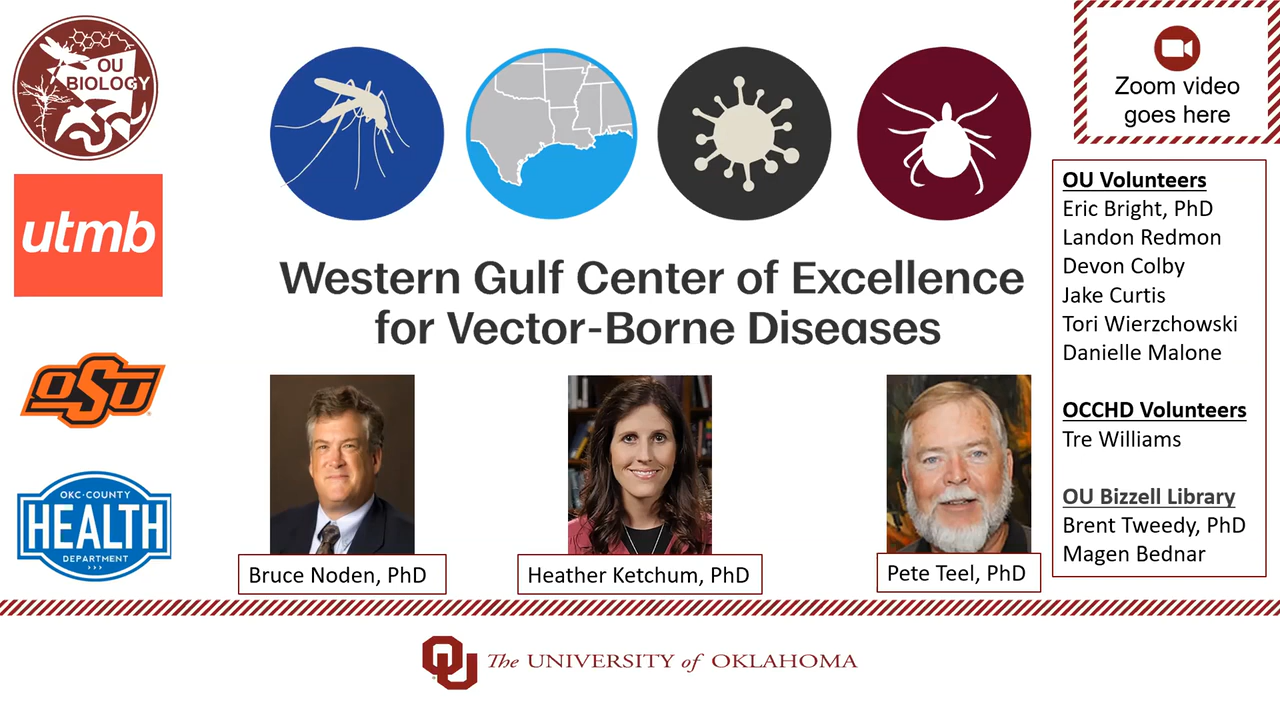 OU
BIOLOGY
utmb
OSU
OKC-COUNTY
HEALTH
DEPARTMENT
Western Gulf Center of Excellence
for Vector-Borne Diseases
Bruce Noden, PhD
Heather Ketchum, PhD
Pete Teel, PhD
Zoom video
goes here
OU Volunteers
Eric Bright, PhD
Landon Redmon
Devon Colby
Jake Curtis
Tori Wierzchowski
Danielle Malone
OCCHD Volunteers
Tre Williams
OU Bizzell Library
Brent Tweedy, PhD
Magen Bednar
OU The UNIVERSITY of OKLAHOMA